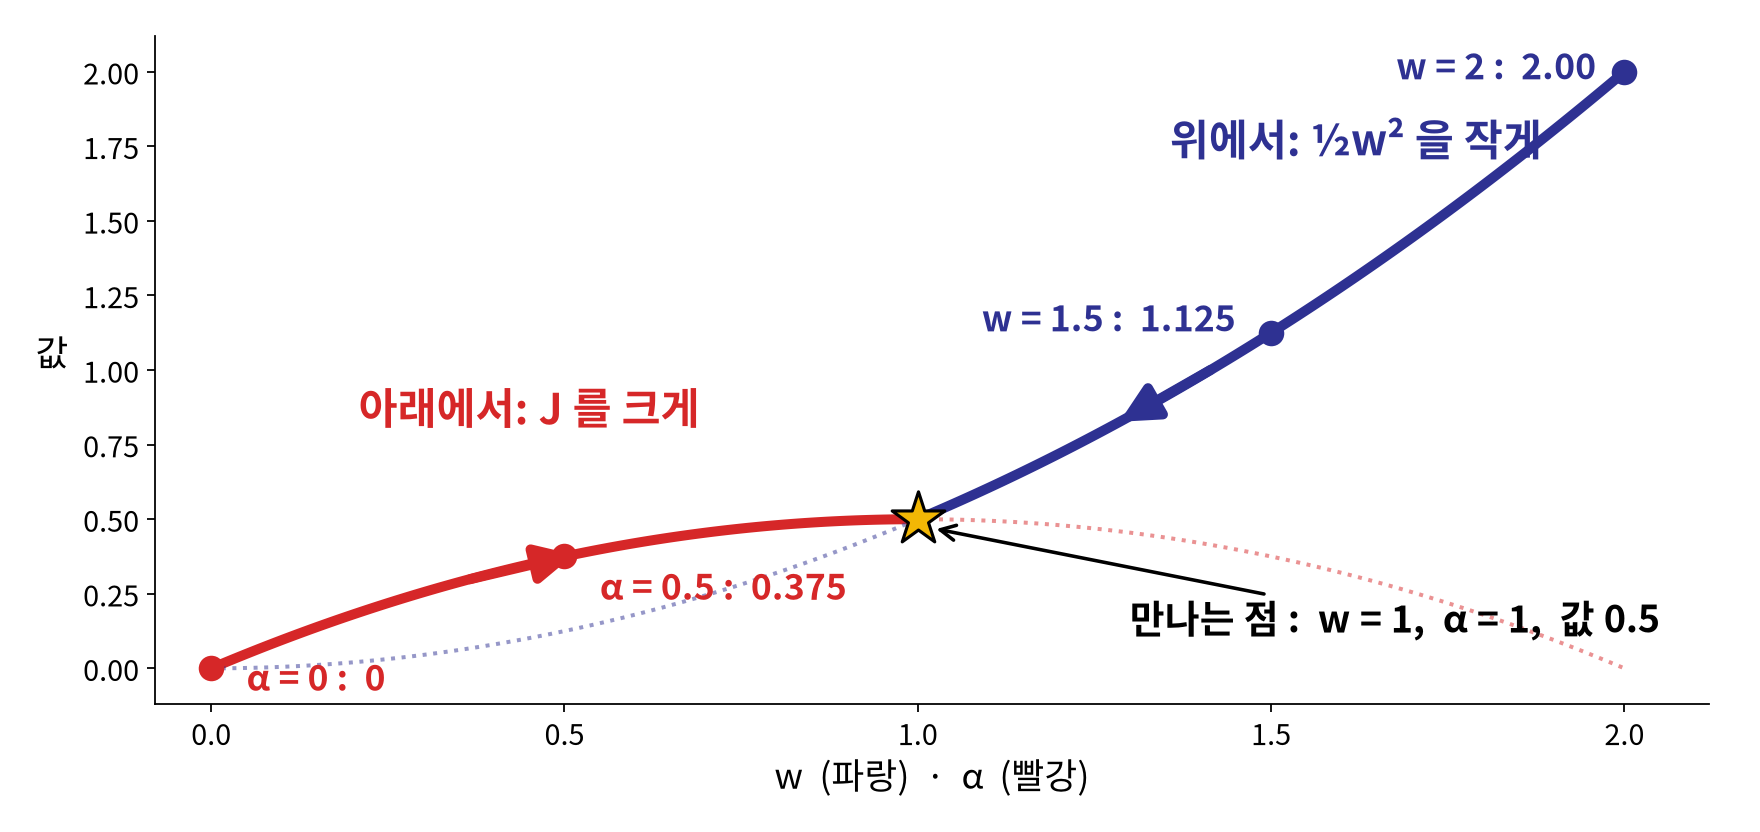 w = 2 : 2.00
위에서: ½w² 을 작게
w = 1.5 : 1.125
아래에서: J 를 크게
α = 0.5 : 0.375
만나는 점 : w = 1, α = 1, 값 0.5
α = 0 : 0
값
2.00
1.75
1.50
1.25
1.00
0.75
0.50
0.25
0.00
0.0 0.5 1.0 1.5 2.0
w (파랑) · α (빨강)